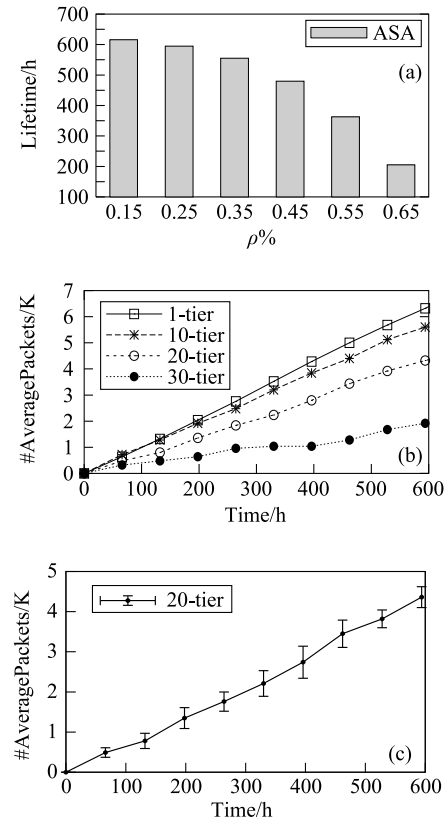 700
600
500
400
300
200
100
Lifetime/h
ASA
(a)
0.15 0.25 0.35 0.45 0.55 0.65
ρ%
7
6
5
4
3
2
1
0
#AveragePackets/K
1-tier
10-tier
20-tier
30-tier
(b)
0 100 200 300 400 500 600
Time/h
5
4
3
2
1
0
#AveragePackets/K
20-tier
(c)
0 100 200 300 400 500 600
Time/h